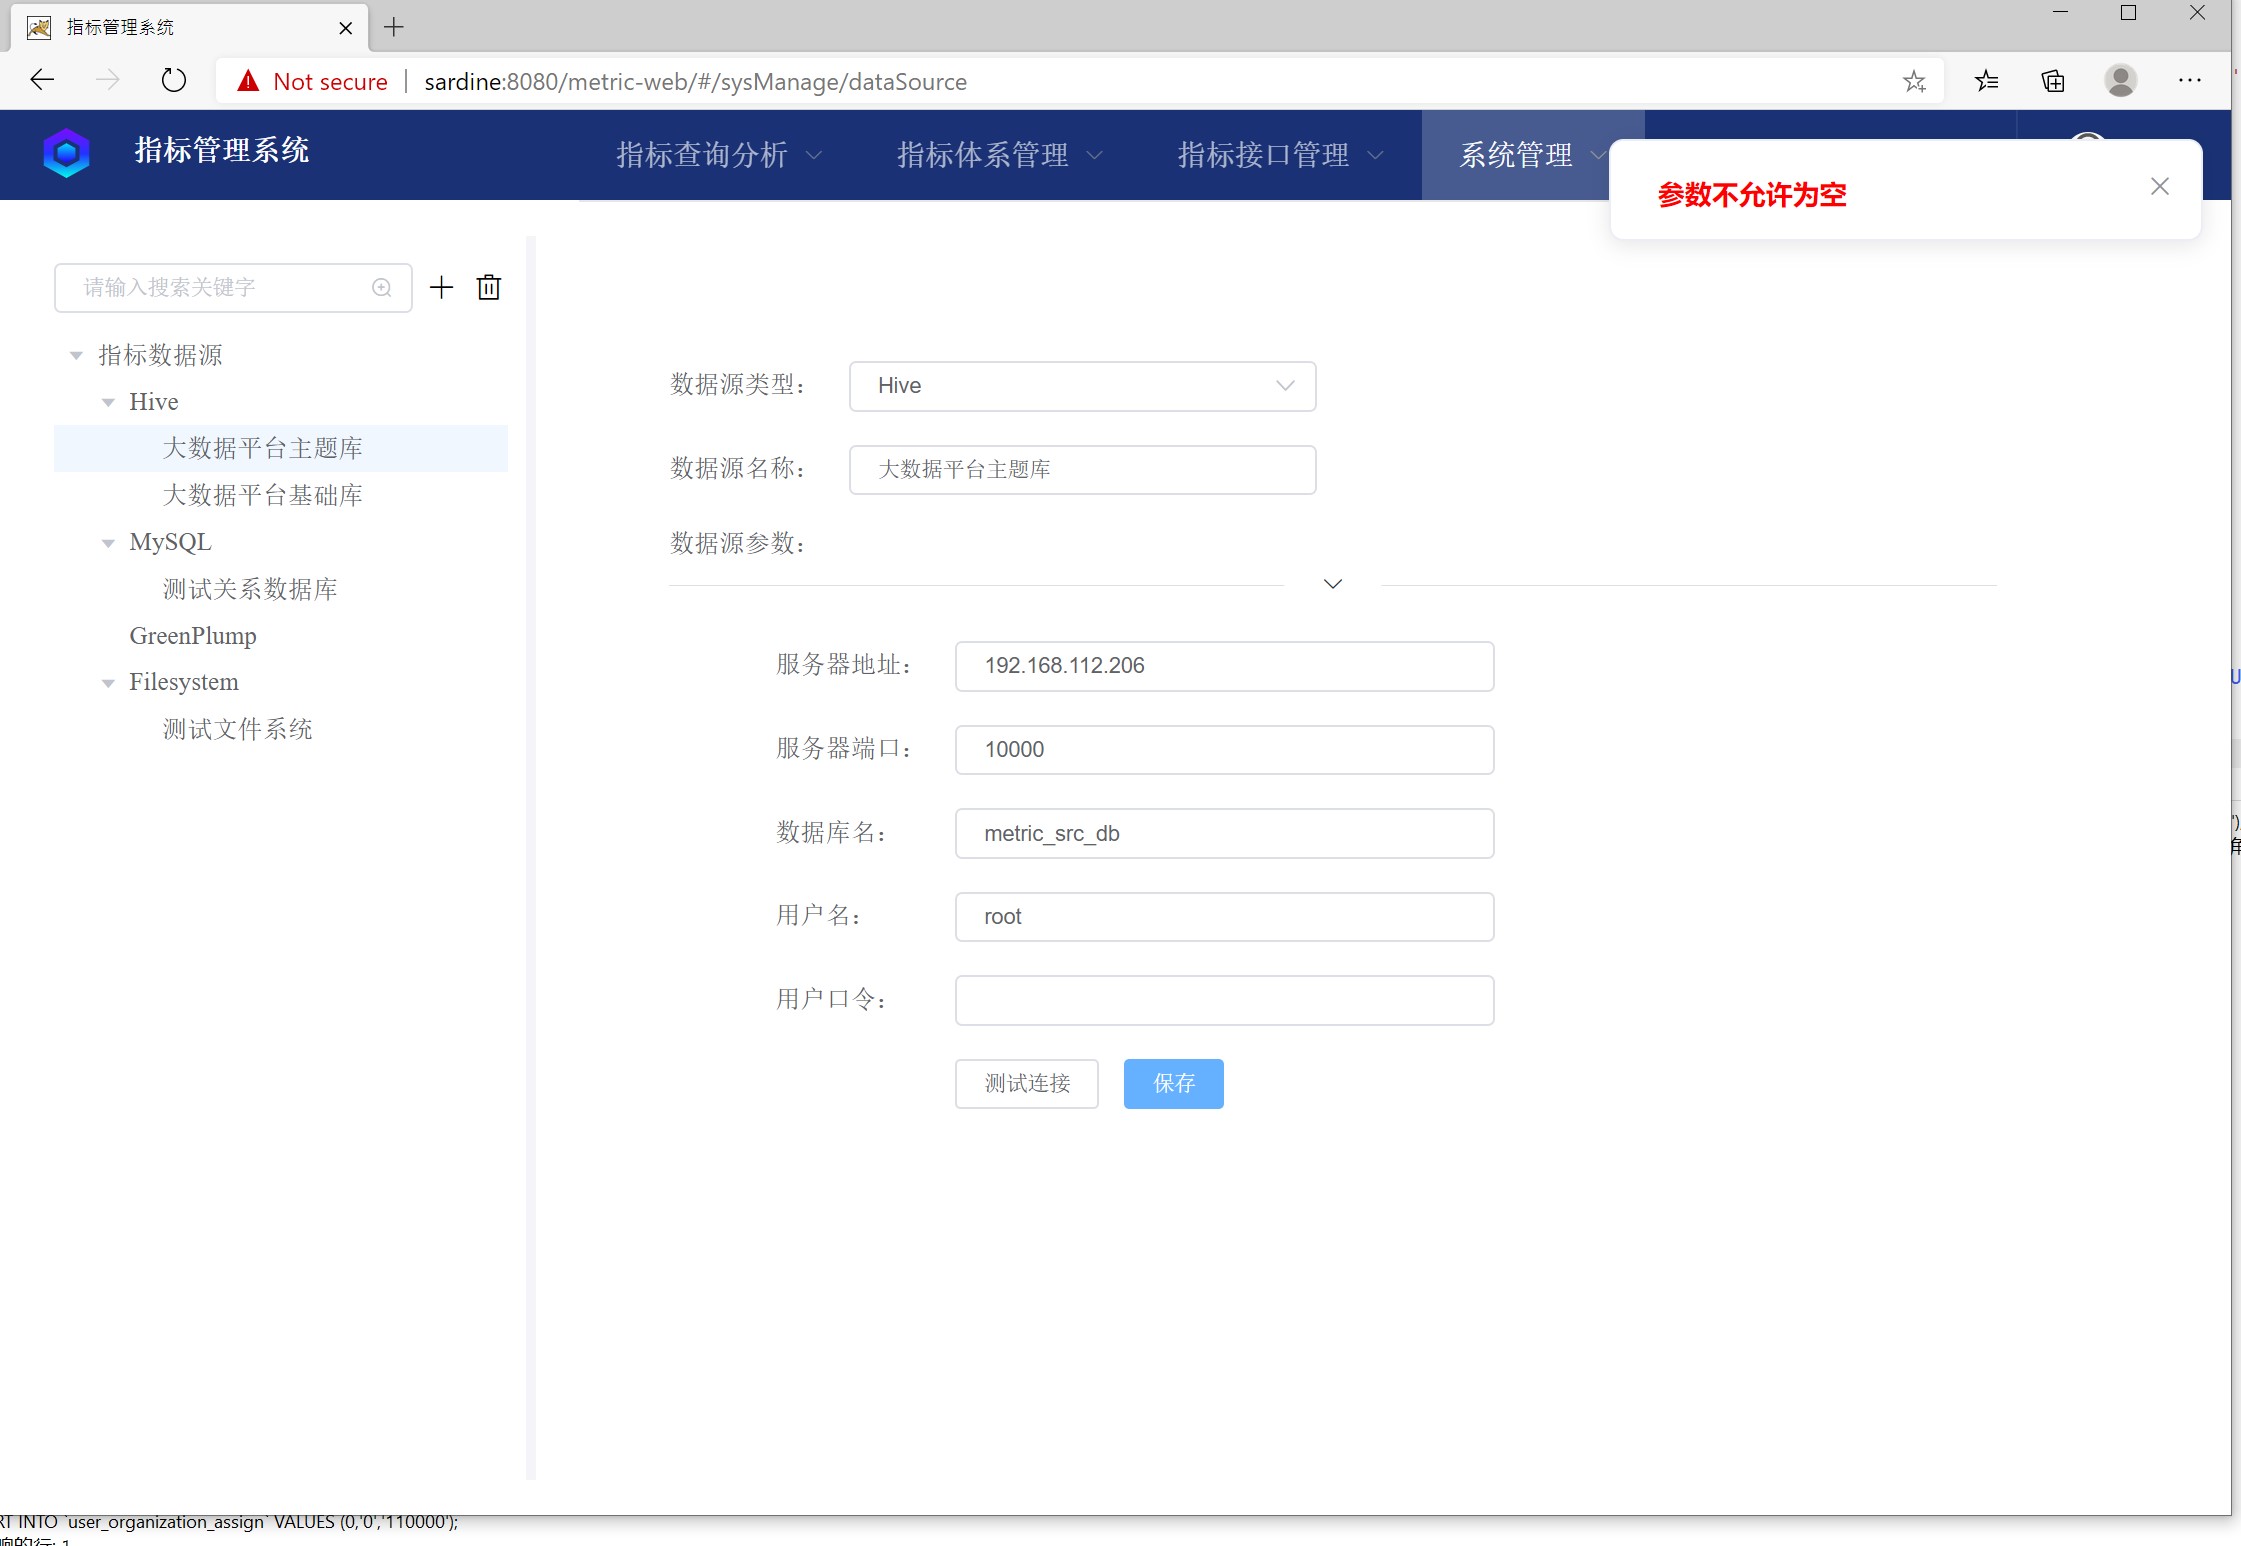 指标管理系统
Not secure
sardine:8080/metric-web/#/sysManage/dataSource
指标管理系统
指标查询分析
指标体系管理
指标接口管理
系统管理
参数不允许为空
请输入搜索关键字
指标数据源
Hive
大数据平台主题库
大数据平台基础库
MySQL
测试关系数据库
GreenPlump
Filesystem
测试文件系统
数据源类型：
Hive
数据源名称：
大数据平台主题库
数据源参数：
服务器地址：
192.168.112.206
服务器端口：
10000
数据库名：
metric_src_db
用户名：
root
用户口令：
测试连接
保存
RT INTO `user_organization_assign` VALUES (0,'0','110000');